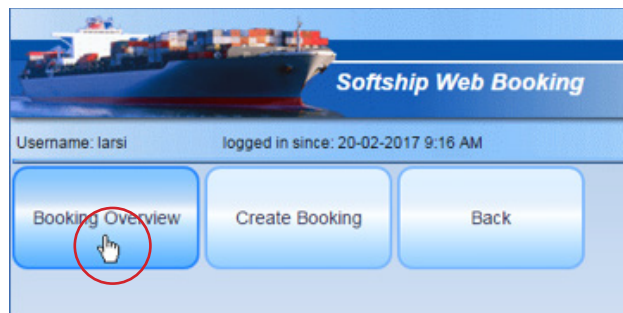 Softship Web Booking
Username: larsi logged in since: 20-02-2017 9:16 AM
Booking Overview Create Booking Back